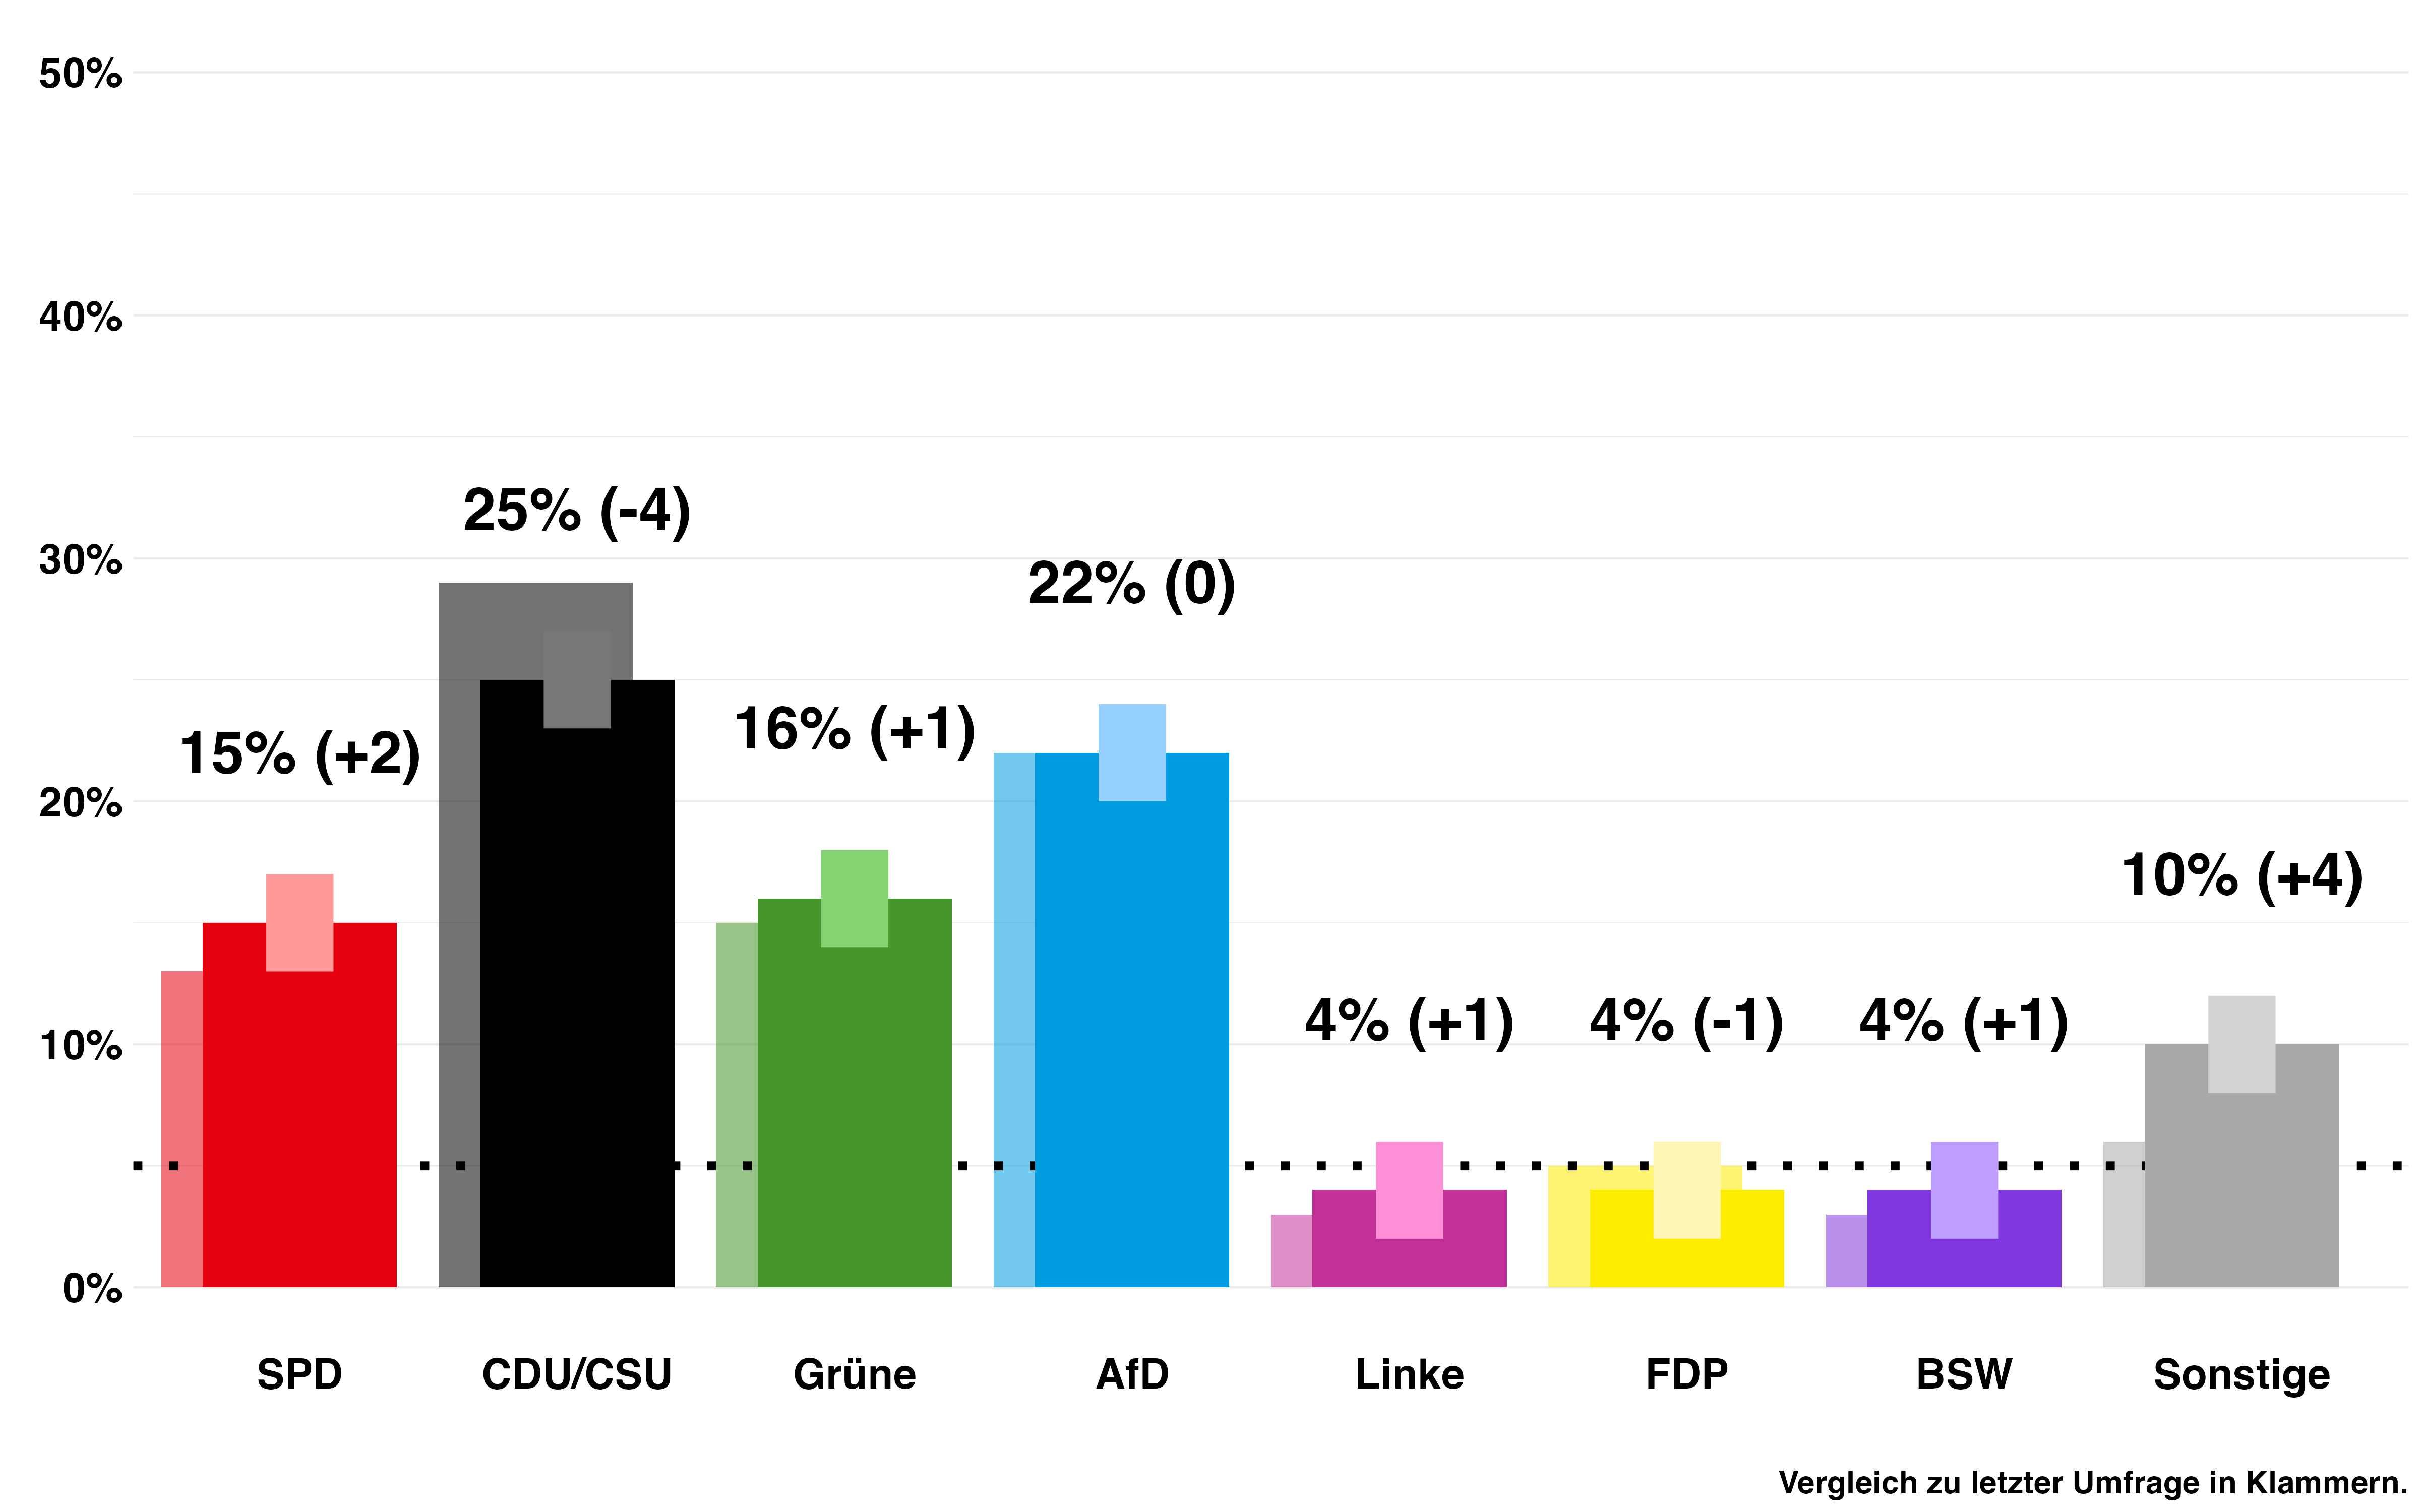 50%
40%
30%
20%
10%
0%
15% (+2)
25% (-4)
16% (+1)
22% (0)
4% (+1)
4% (-1)
4% (+1)
10% (+4)
SPD
CDU/CSU
Grüne
AfD
Linke
FDP
BSW
Sonstige
Vergleich zu letzter Umfrage in Klammern.